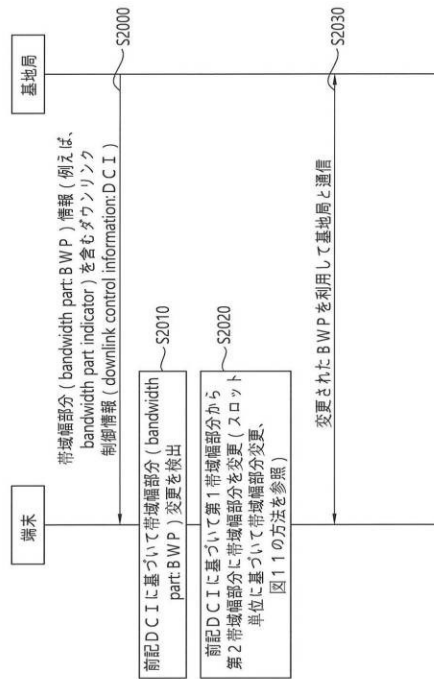 端末
基地局
帯域幅部分(bandwidth part:BWP)情報(例えば、
bandwidth part indicator)を含むダウンリンク
制御情報(downlink control information:DCI)
S2000
前記DCIに基づいて帯域幅部分(bandwidth
part:BWP)変更を検出
S2010
前記DCIに基づいて第1帯域幅部分から
第2帯域幅部分に帯域幅部分を変更(スロット
単位に基づいて帯域幅部分変更、
図11の方法を参照)
S2020
変更されたBWPを利用して基地局と通信
S2030